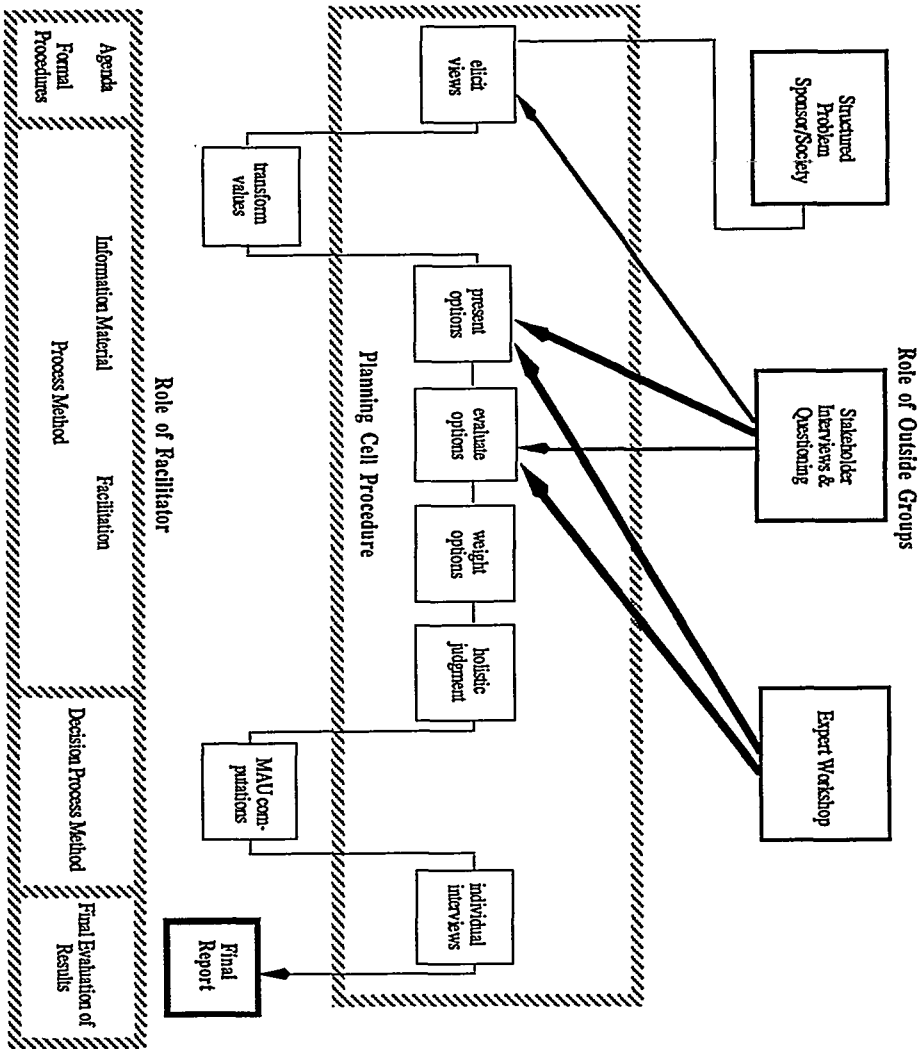 Role of Outside Groups
Structured
Problem
Sponsor/Society
Stakeholder
Interviews &
Questioning
Expert Workshop
elicit
views
present
options
evaluate
options
weight
options
holistic
judgment
individual
interviews
Planning Cell Procedure
transform
values
MAU com-
putations
Final
Report
Role of Facilitator
Agenda
Formal
Procedures
Information Material
Facilitation
Process Method
Decision Process Method
Final Evaluation of
Results